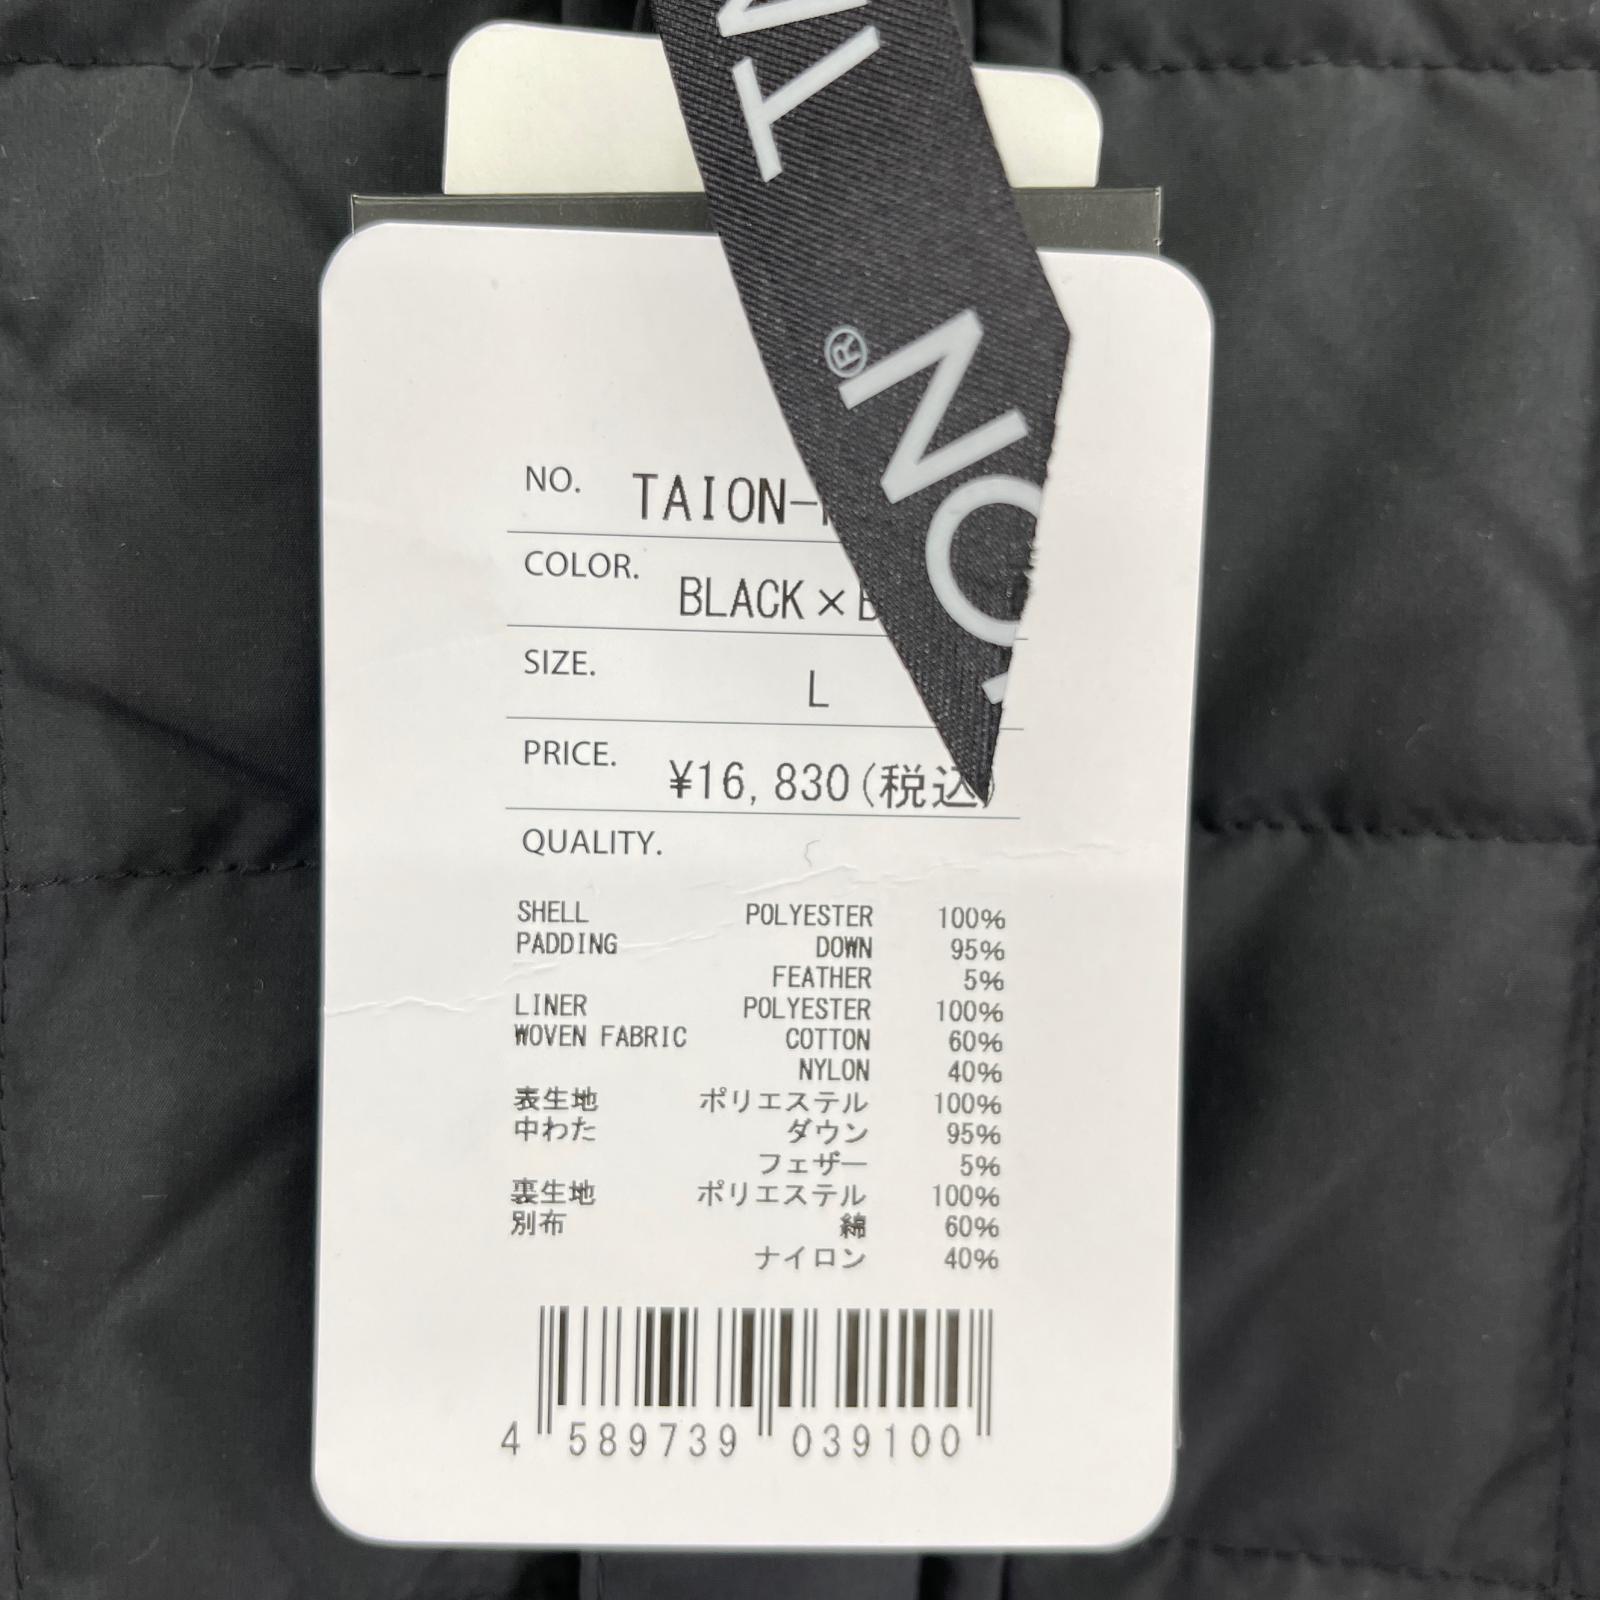 NO. TAION-
COLOR. BLACK×B
SIZE. L
PRICE. ¥16,830(税込)
QUALITY.
SHELL POLYESTER 100%
PADDING DOWN 95%
FEATHER 5%
LINER POLYESTER 100%
WOVEN FABRIC COTTON 60%
NYLON 40%
表生地 ポリエステル 100%
中わた ダウン 95%
フェザー 5%
裏生地 ポリエステル 100%
別布 綿 60%
ナイロン 40%
4 589739 039100